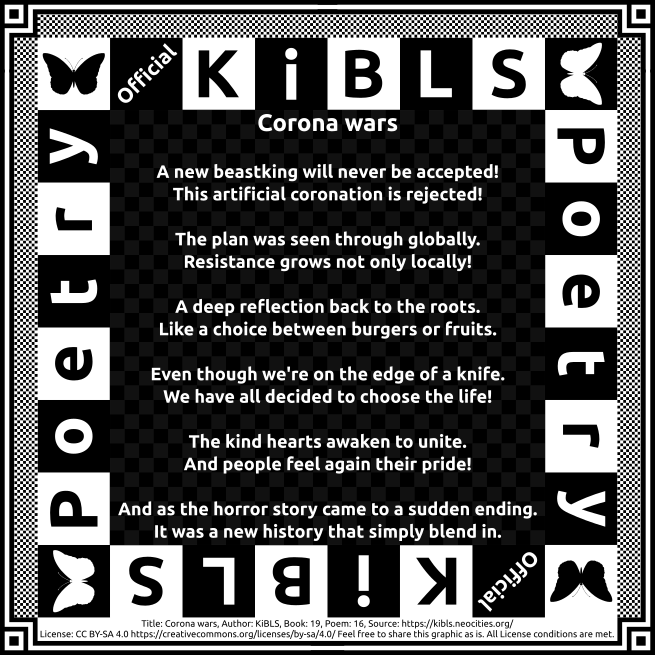 Official KiBLS
Poetry
Poetry
Corona wars
A new beastking will never be accepted!
This artificial coronation is rejected!
The plan was seen through globally.
Resistance grows not only locally!
A deep reflection back to the roots.
Like a choice between burgers or fruits.
Even though we're on the edge of a knife.
We have all decided to choose the life!
The kind hearts awaken to unite.
And people feel again their pride!
And as the horror story came to a sudden ending.
It was a new history that simply blend in.
Official KiBLS
Title: Corona wars, Author: KiBLS, Book: 19, Poem: 16, Source: https://kibls.neocities.org/
License: CC BY-SA 4.0 https://creativecommons.org/licenses/by-sa/4.0/ Feel free to share this graphic as is. All License conditions are met.